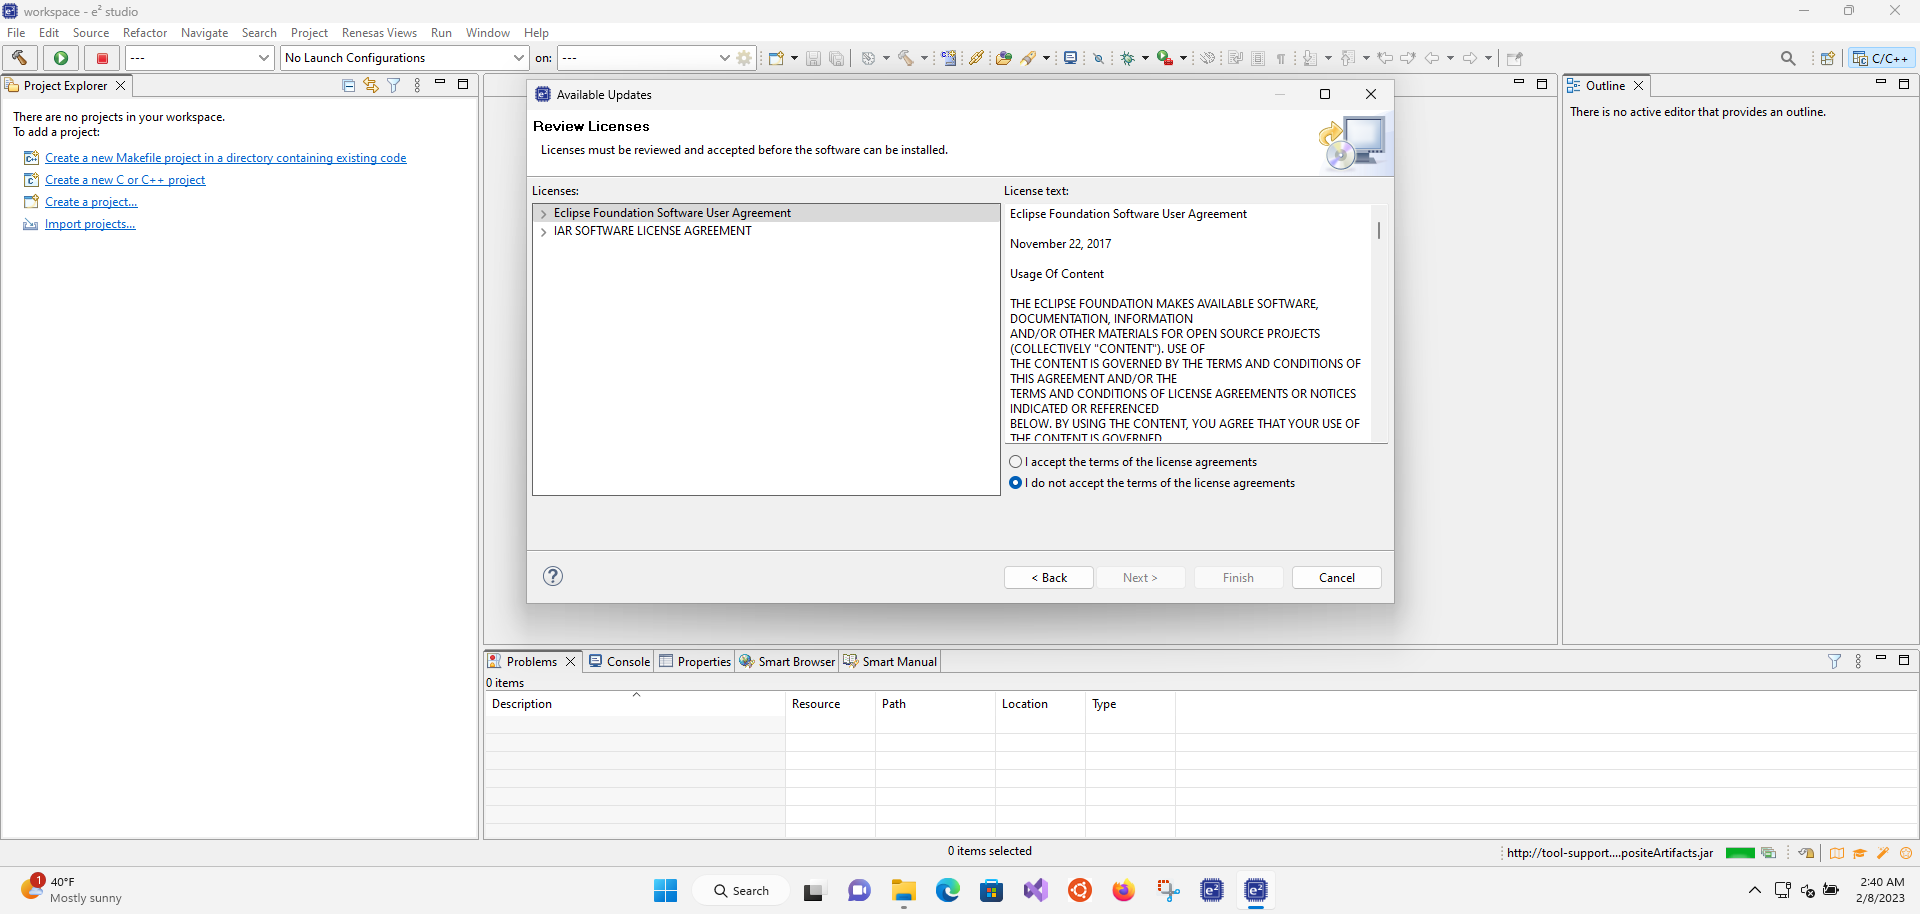 workspace - e² studio
File Edit Source Refactor Navigate Search Project Renesas Views Run Window Help
--- No Launch Configurations on: ---
C/C++
Project Explorer
There are no projects in your workspace.
To add a project:
Create a new Makefile project in a directory containing existing code
Create a new C or C++ project
Create a project...
Import projects...
Available Updates
Review Licenses
Licenses must be reviewed and accepted before the software can be installed.
Licenses:
Eclipse Foundation Software User Agreement
IAR SOFTWARE LICENSE AGREEMENT
License text:
Eclipse Foundation Software User Agreement
November 22, 2017
Usage Of Content
THE ECLIPSE FOUNDATION MAKES AVAILABLE SOFTWARE,
DOCUMENTATION, INFORMATION
AND/OR OTHER MATERIALS FOR OPEN SOURCE PROJECTS
(COLLECTIVELY "CONTENT"). USE OF
THE CONTENT IS GOVERNED BY THE TERMS AND CONDITIONS OF
THIS AGREEMENT AND/OR THE
TERMS AND CONDITIONS OF LICENSE AGREEMENTS OR NOTICES
INDICATED OR REFERENCED
BELOW. BY USING THE CONTENT, YOU AGREE THAT YOUR USE OF
THE CONTENT IS GOVERNED
I accept the terms of the license agreements
I do not accept the terms of the license agreements
< Back Next > Finish Cancel
Outline
There is no active editor that provides an outline.
Problems Console Properties Smart Browser Smart Manual
0 items
Description Resource Path Location Type
0 items selected
http://tool-support....positeArtifacts.jar
1
40°F
Mostly sunny
Search
e²
e²
2:40 AM
2/8/2023